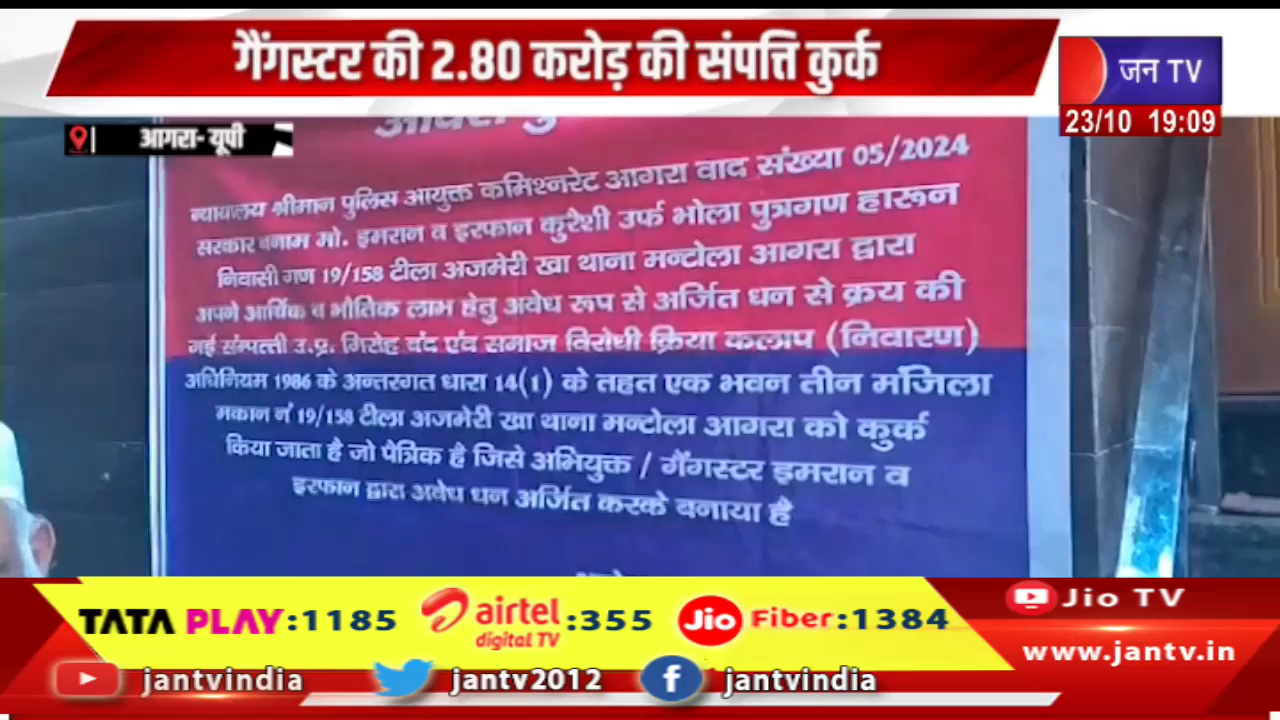 गैंगस्टर की 2.80 करोड़ की संपत्ति कुर्क
जन TV
23/10 19:09
आगरा- यूपी
न्यायालय श्रीमान पुलिस आयुक्त कमिश्नरेट आगरा वाद संख्या 05/2024
सरकार बनाम मो. इमरान व इरफान कुरैशी उर्फ भोला पुत्रगण हारून
निवासी गण 19/158 टीला अजमेरी खा थाना मन्टोला आगरा द्वारा
अपने आर्थिक व भौतिक लाभ हेतु अवेध रूप से अर्जित धन से क्रय की
गई संम्पत्ती उ.प्र. गिरोह वंद एंव समाज विरोधी क्रिया कलाप (निवारण)
अधिनियम 1986 के अन्तरगत धारा 14(1) के तहत एक भवन तीन मंजिला
मकान नं 19/158 टीला अजमेरी खा थाना मन्टोला आगरा को कुर्क
किया जाता है जो पैत्रिक है जिसे अभियुक्त / गैंगस्टर इमरान व
इरफान द्वारा अवेध धन अर्जित करके बनाया है
TATA PLAY:1185 airtel digital TV:355 Jio Fiber:1384
Jio TV
www.jantv.in
jantvindia jantv2012 jantvindia